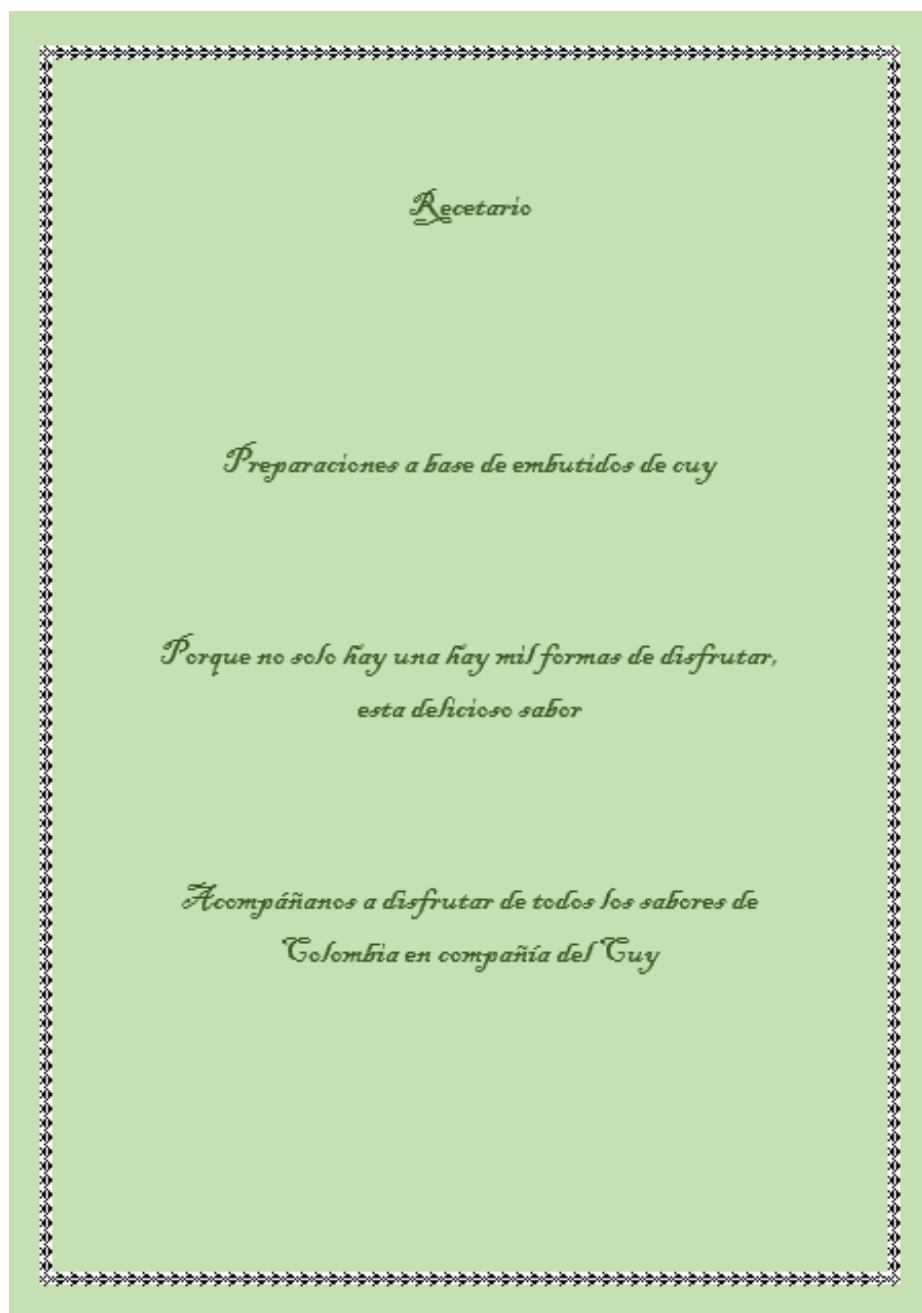 Recetario
Preparaciones a base de embutidos de cuy
Porque no solo hay una hay mil formas de disfrutar,
esta delicioso sabor
Acompáñanos a disfrutar de todos los sabores de
Colombia en compañía del Cuy